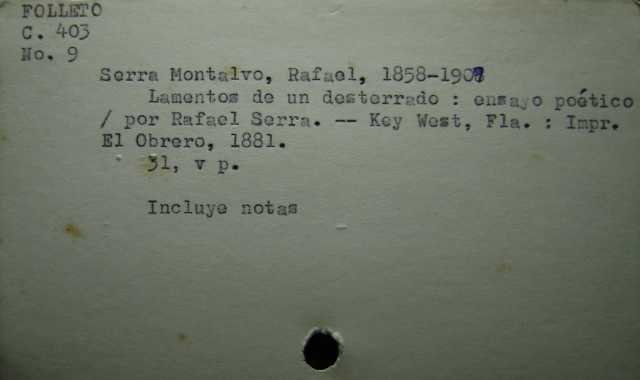 FOLLETO
C. 403
No. 9
Serra Montalvo, Rafael, 1858-1909
Lamentos de un desterrado : ensayo poético
/ por Rafael Serra. -- Key West, Fla. : Impr.
El Obrero, 1881.
31, v p.
Incluye notas